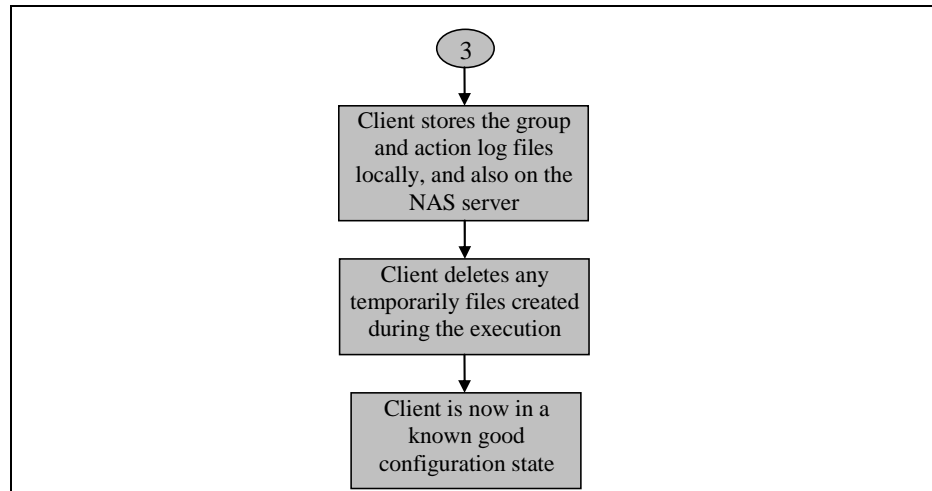 3
Client stores the group
and action log files
locally, and also on the
NAS server
Client deletes any
temporarily files created
during the execution
Client is now in a
known good
configuration state